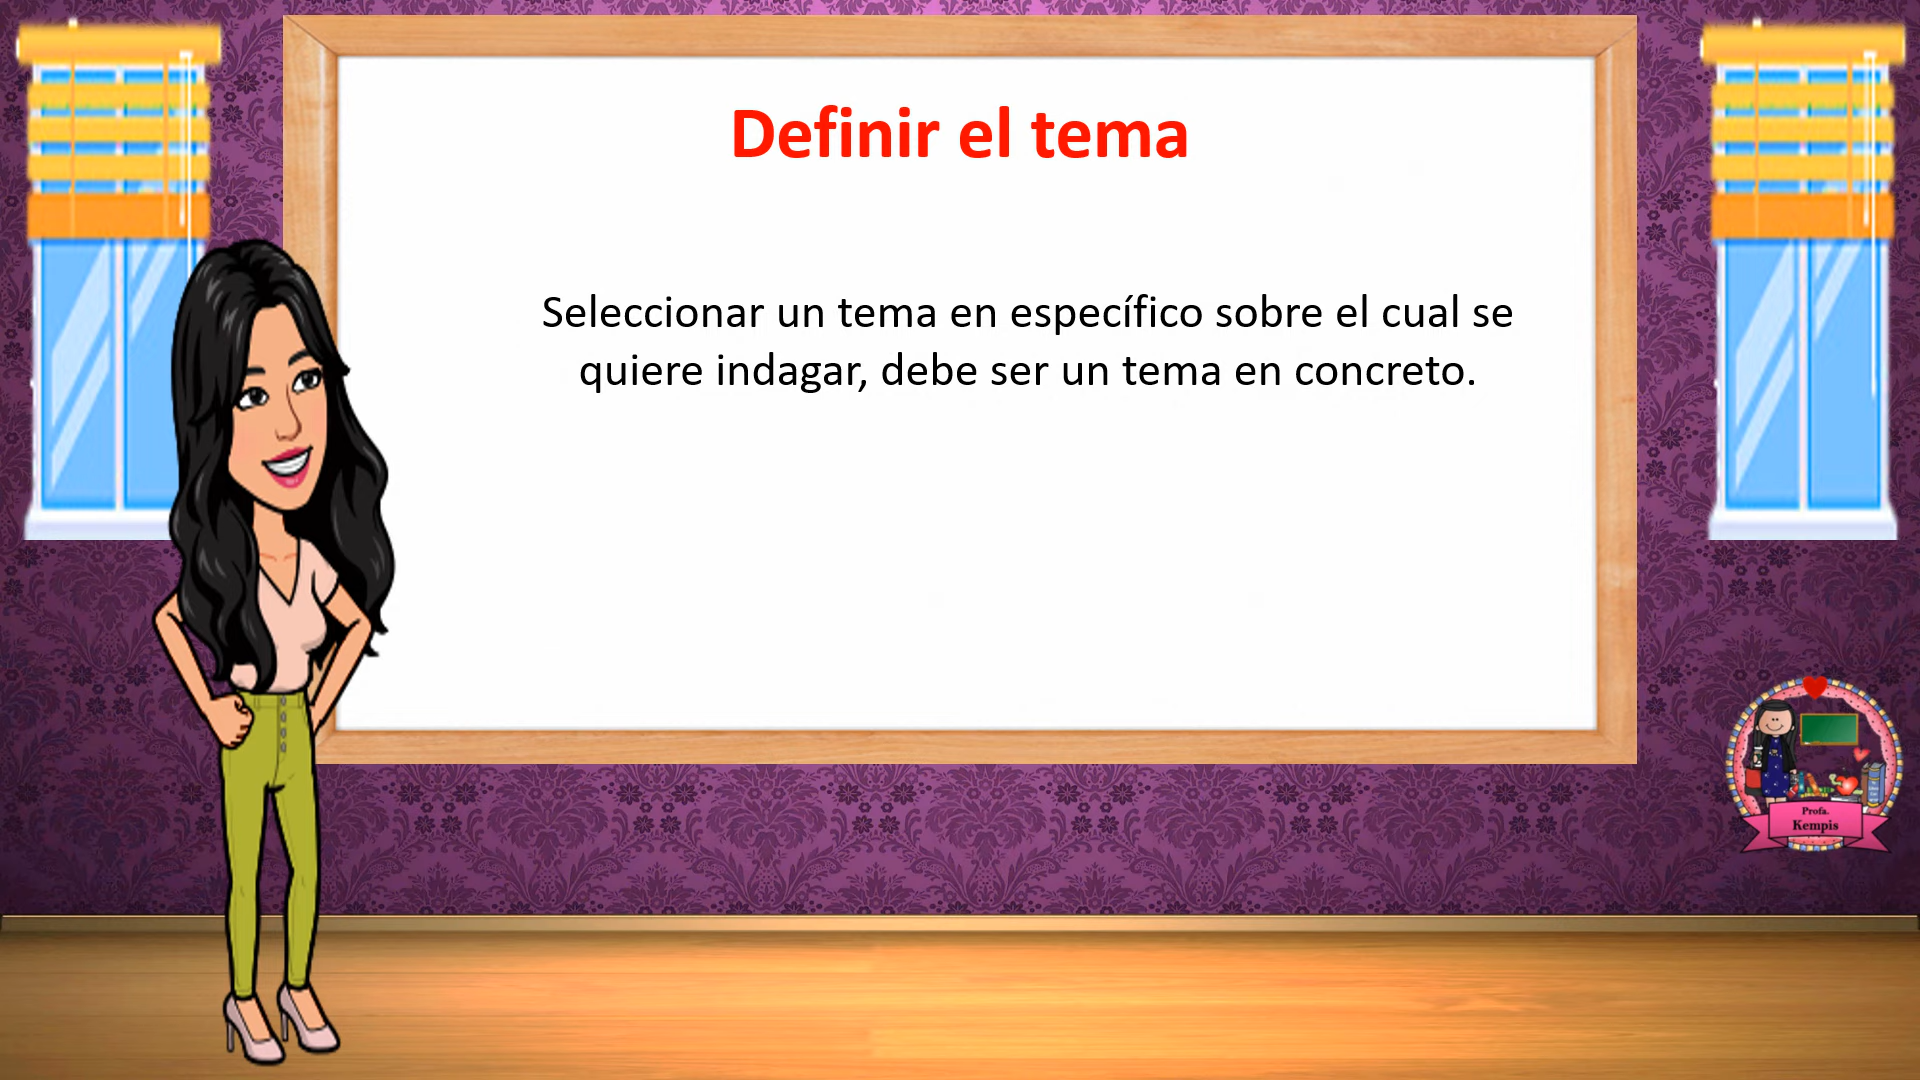 Definir el tema
Seleccionar un tema en específico sobre el cual se
quiere indagar, debe ser un tema en concreto.
Profa.
Kempis